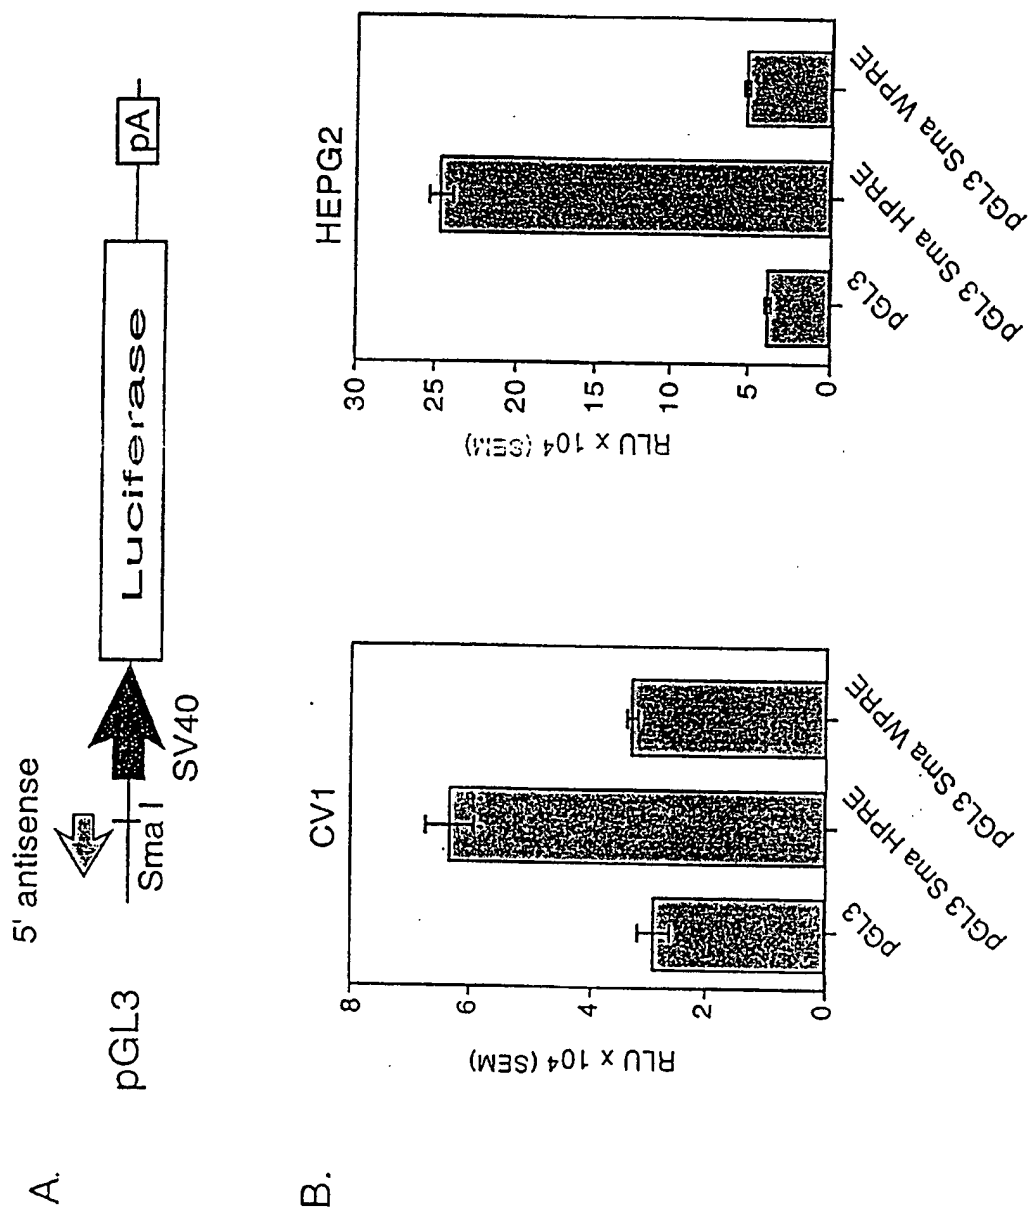 A.
5' antisense
pGL3
Sma I
SV40
Luciferase
pA
B.
CV1
RLU x 10⁴ (SEM)
8
6
4
2
0
pGL3
pGL3 Sma HPRE
pGL3 Sma WPRE
HEPG2
RLU x 10⁴ (SEM)
30
25
20
15
10
5
0
pGL3
pGL3 Sma HPRE
pGL3 Sma WPRE